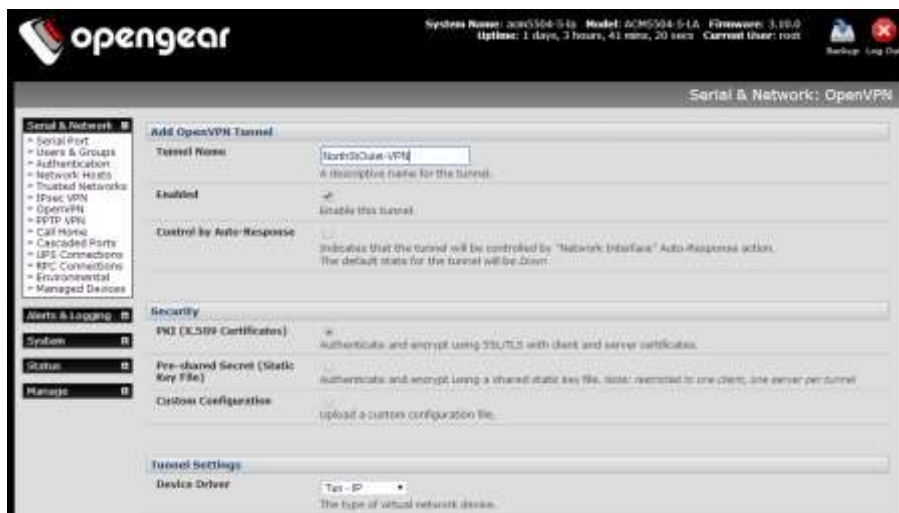 opengear
System Name: acm5504-5-la Model: ACM5504-5-LA Firmware: 3.10.0
Uptime: 1 days, 3 hours, 41 mins, 20 secs Current User: root
Backup Log Ou
Serial & Network: OpenVPN
Serial & Network
Serial Port
Users & Groups
Authentication
Network Hosts
Trusted Networks
IPsec VPN
OpenVPN
PPTP VPN
Call Home
Cascaded Ports
UPS Connections
RPC Connections
Environmental
Managed Devices
Alerts & Logging
System
Status
Manage
Add OpenVPN Tunnel
Tunnel Name
NorthStOutlet-VPN
A descriptive name for the tunnel.
Enabled
Enable this tunnel
Control by Auto-Response
Indicates that the tunnel will be controlled by "Network Interface" Auto-Response action.
The default state for the tunnel will be Down
Security
PKI (X.509 Certificates)
Authenticate and encrypt using SSL/TLS with client and server certificates.
Pre-shared Secret (Static
Key File)
Authenticate and encrypt using a shared static key file. Note: restricted to one client, one server per tunnel
Custom Configuration
Upload a custom configuration file.
Tunnel Settings
Device Driver
Tun - IP
The type of virtual network device.